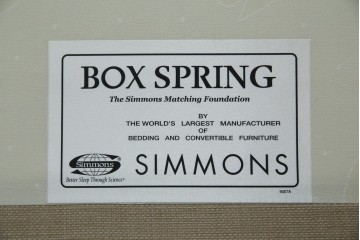 BOX SPRING
The Simmons Matching Foundation
BY
THE WORLD'S LARGEST MANUFACTURER
OF
BEDDING AND CONVERTIBLE FURNITURE
Simmons
Better Sleep Through Science®
SIMMONS